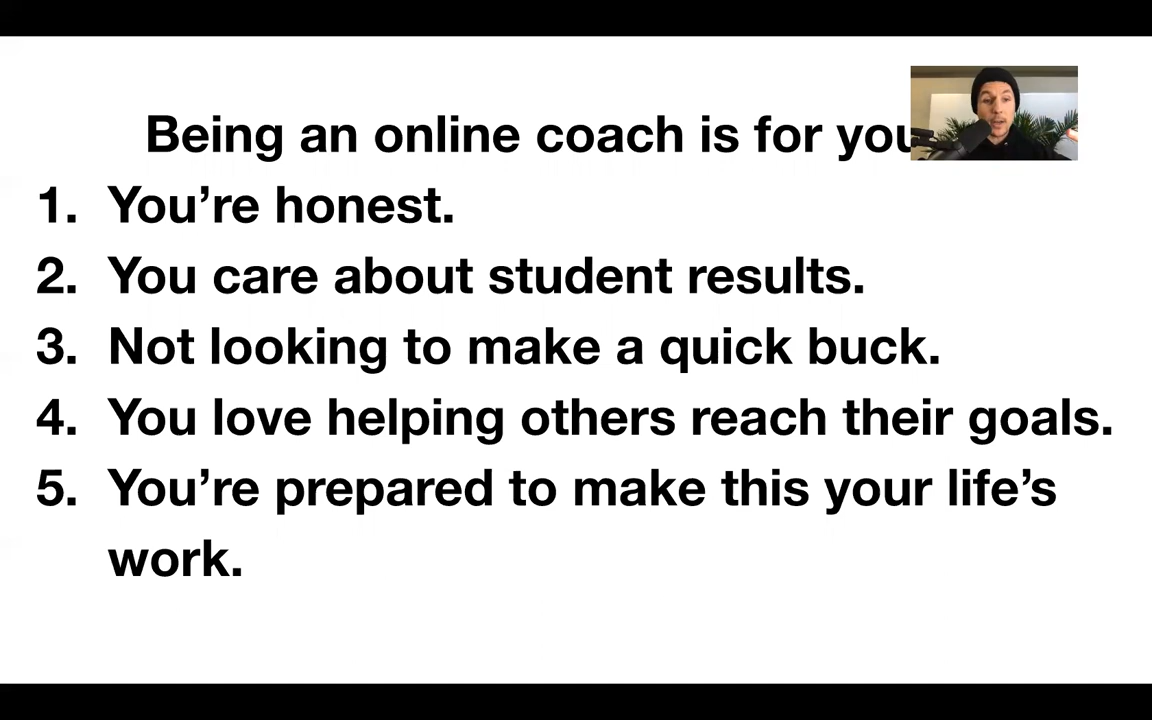 Being an online coach is for you
1. You’re honest.
2. You care about student results.
3. Not looking to make a quick buck.
4. You love helping others reach their goals.
5. You’re prepared to make this your life’s
work.